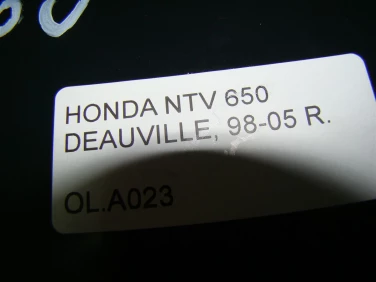 HONDA NTV 650
DEAUVILLE, 98-05 R.
OL.A023